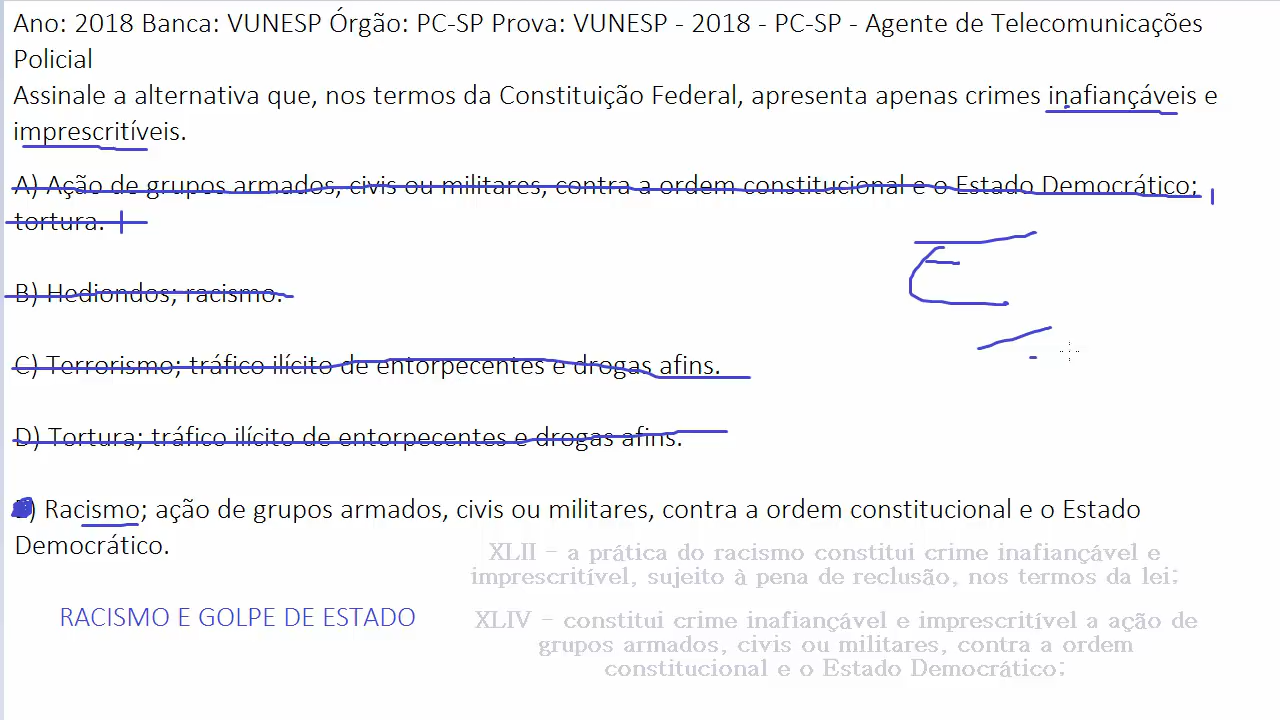 Ano: 2018 Banca: VUNESP Órgão: PC-SP Prova: VUNESP - 2018 - PC-SP - Agente de Telecomunicações
Policial
Assinale a alternativa que, nos termos da Constituição Federal, apresenta apenas crimes inafiançáveis e
imprescritíveis.
A) Ação de grupos armados, civis ou militares, contra a ordem constitucional e o Estado Democrático;
tortura.
B) Hediondos; racismo.
C) Terrorismo; tráfico ilícito de entorpecentes e drogas afins.
D) Tortura; tráfico ilícito de entorpecentes e drogas afins.
E) Racismo; ação de grupos armados, civis ou militares, contra a ordem constitucional e o Estado
Democrático.
XLII - a prática do racismo constitui crime inafiançável e
imprescritível, sujeito à pena de reclusão, nos termos da lei;
RACISMO E GOLPE DE ESTADO
XLIV - constitui crime inafiançável e imprescritível a ação de
grupos armados, civis ou militares, contra a ordem
constitucional e o Estado Democrático;